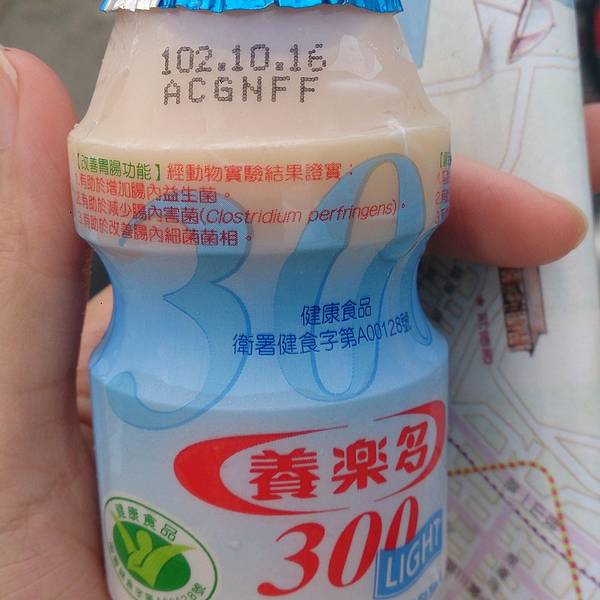 102.10.16
ACGNFF
【改善胃腸功能】經動物實驗結果證實：
1.有助於增加腸內益生菌。
2.有助於減少腸內害菌(Clostridium perfringens)。
3.有助於改善腸內細菌菌相。
300
健康食品
衛署健食字第A00128號
養楽多
300
LIGHT
健康食品